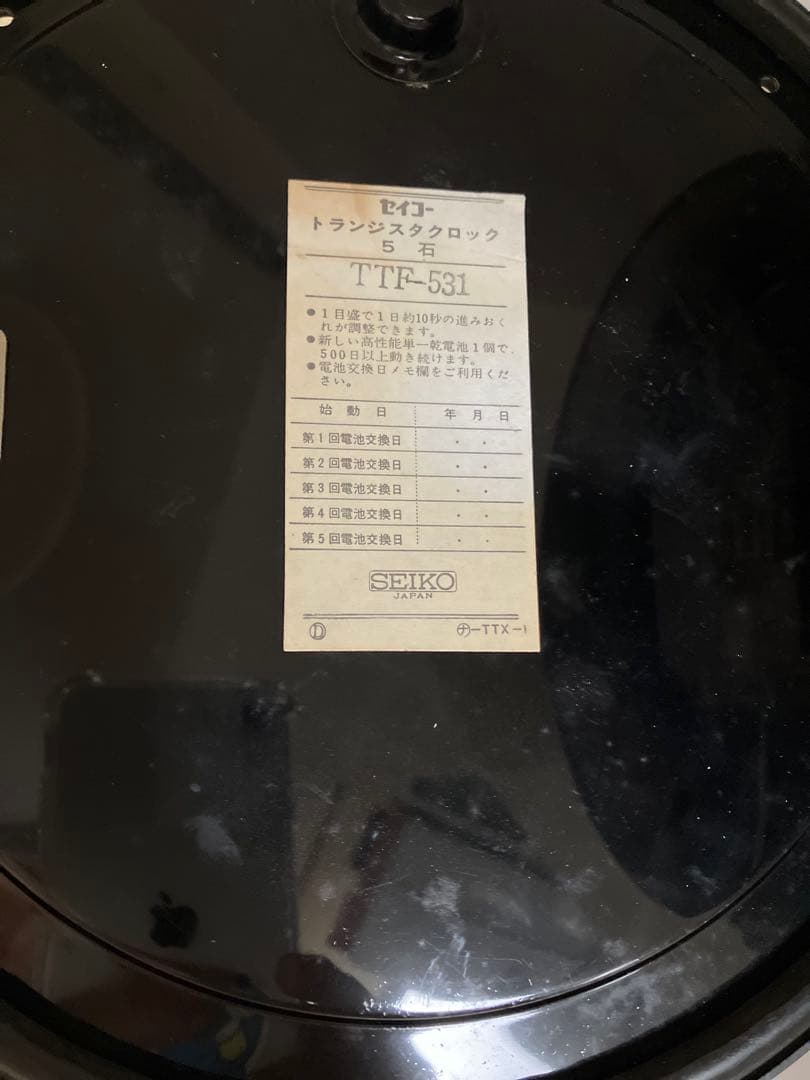 セイコー
トランジスタクロック
5 石
TTF-531
●1目盛で1日約10秒の進みおく
れが調整できます。
●新しい高性能単一乾電池1個で、
500日以上動き続けます。
●電池交換日メモ欄をご利用くだ
さい。
始動日 年月日
第1回電池交換日 ・ ・
第2回電池交換日 ・ ・
第3回電池交換日 ・ ・
第4回電池交換日 ・ ・
第5回電池交換日 ・ ・
SEIKO
JAPAN
Ⓓ ㋠-TTX-1